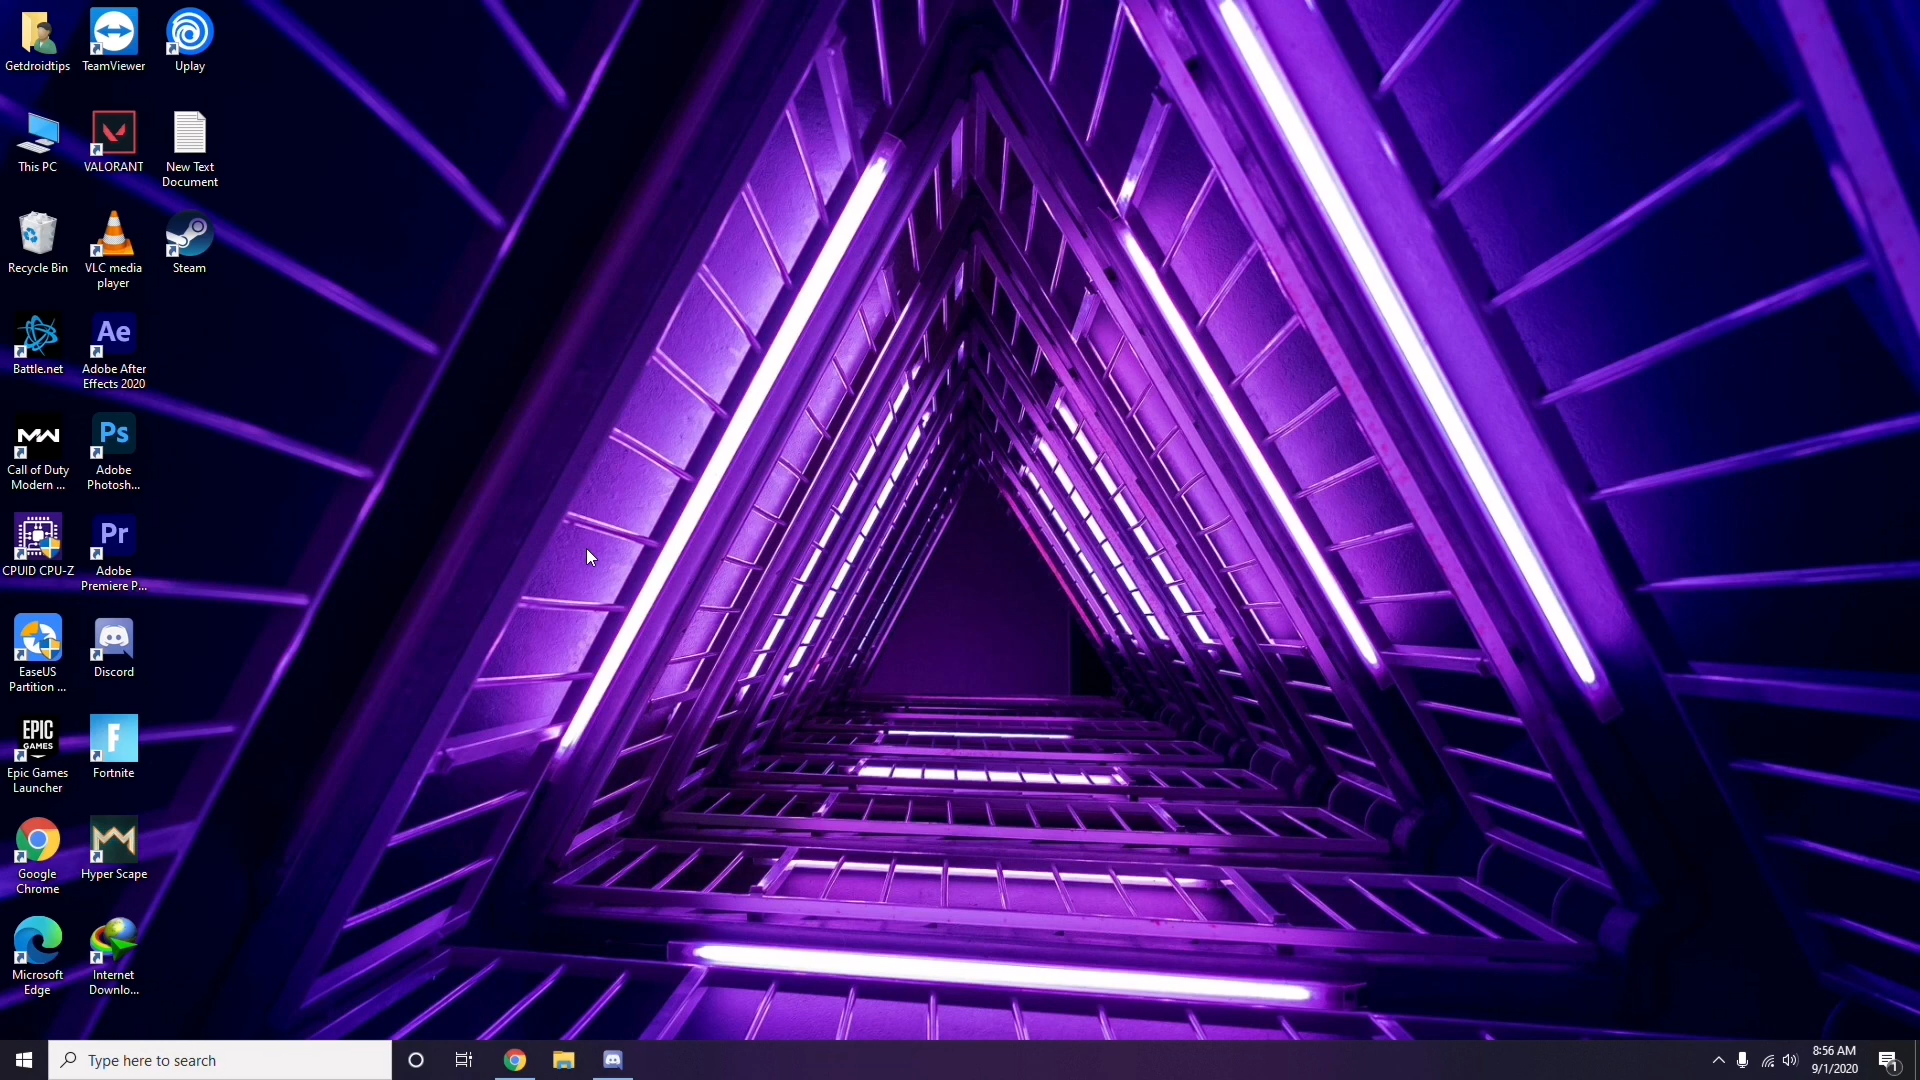 Getdroidtips
TeamViewer
Uplay
This PC
VALORANT
New Text
Document
Recycle Bin
VLC media
player
Steam
Battle.net
Ae
Adobe After
Effects 2020
MW
Call of Duty
Modern ...
Ps
Adobe
Photosh...
CPUID CPU-Z
Pr
Adobe
Premiere P...
EaseUS
Partition ...
Discord
EPIC
GAMES
Epic Games
Launcher
F
Fortnite
Google
Chrome
Hyper Scape
Microsoft
Edge
Internet
Downlo...
Type here to search
8:56 AM
9/1/2020
1